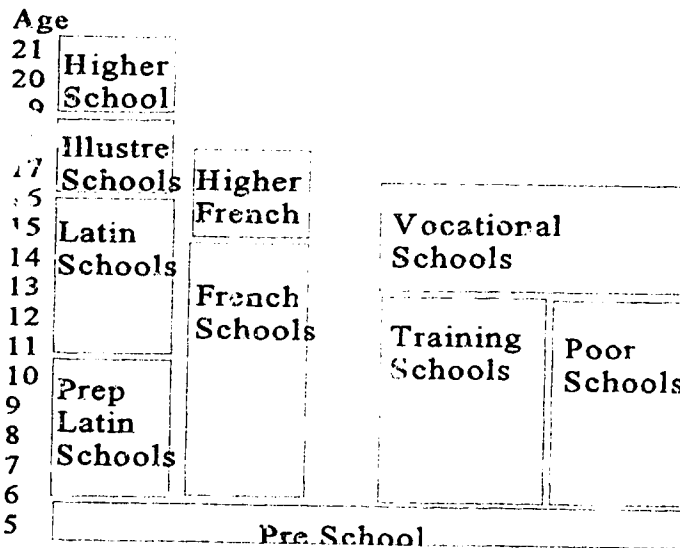 Age
21
20
Higher
School
Illustre
Schools
17
Higher
French
15
14
13
12
11
Latin
Schools
French
Schools
Vocational
Schools
Training
Schools
Poor
Schools
10
9
8
7
6
Prep
Latin
Schools
5
Pre School